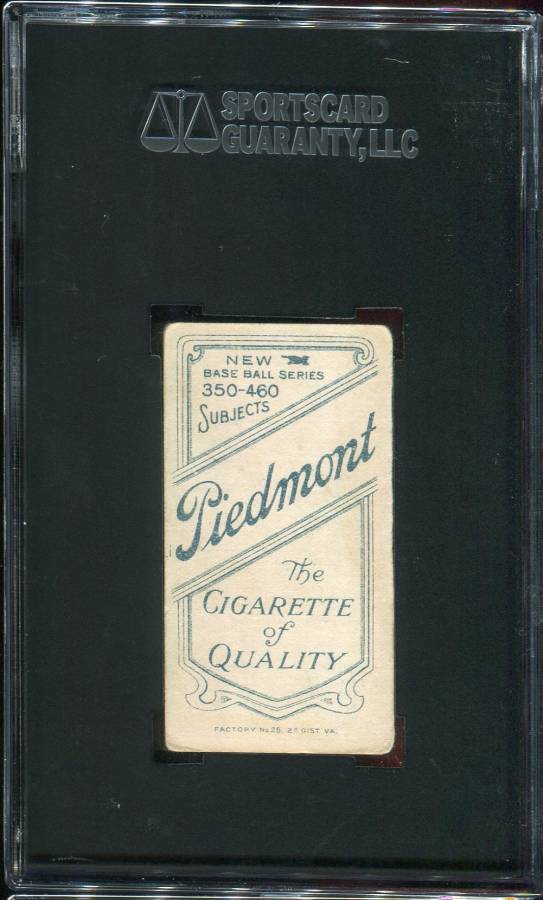 SPORTSCARD
GUARANTY, LLC
NEW
BASE BALL SERIES
350-460
SUBJECTS
Piedmont
The
CIGARETTE
of
QUALITY
FACTORY No 25, 2D DIST. VA.